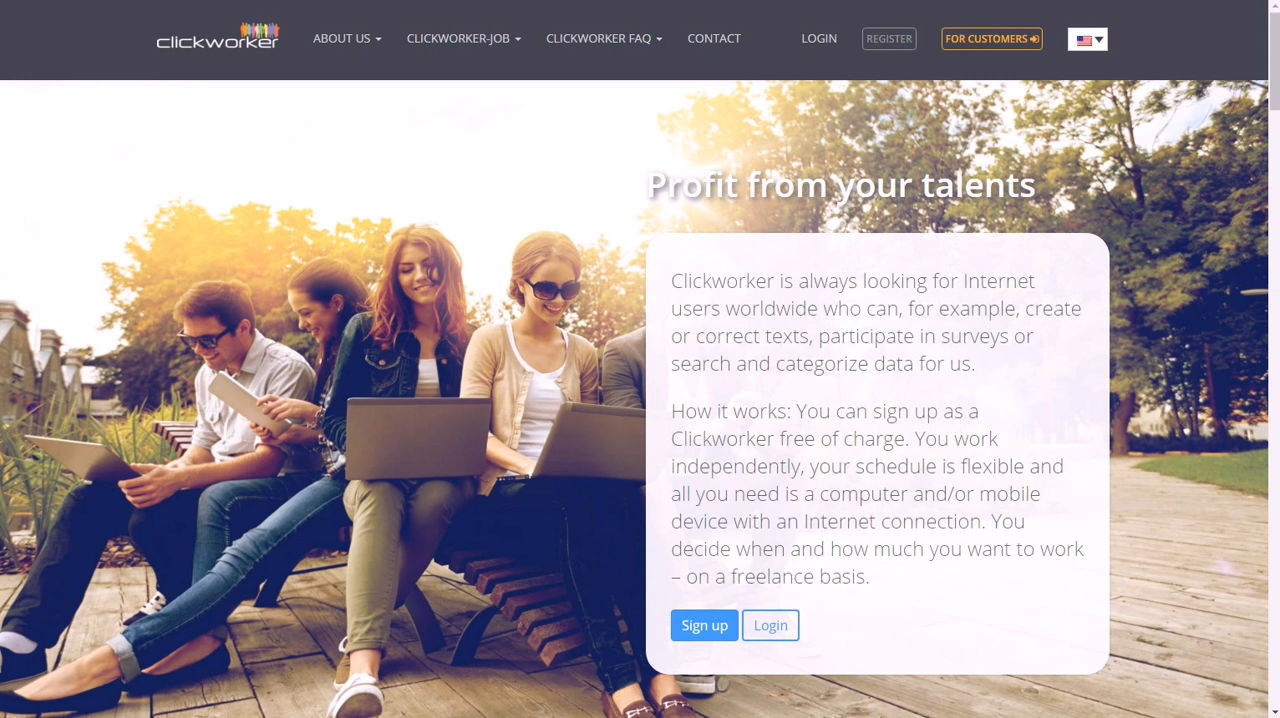 clickworker
ABOUT US
CLICKWORKER-JOB
CLICKWORKER FAQ
CONTACT
LOGIN
REGISTER
FOR CUSTOMERS
Profit from your talents
Clickworker is always looking for Internet
users worldwide who can, for example, create
or correct texts, participate in surveys or
search and categorize data for us.
How it works: You can sign up as a
Clickworker free of charge. You work
independently, your schedule is flexible and
all you need is a computer and/or mobile
device with an Internet connection. You
decide when and how much you want to work
– on a freelance basis.
Sign up
Login